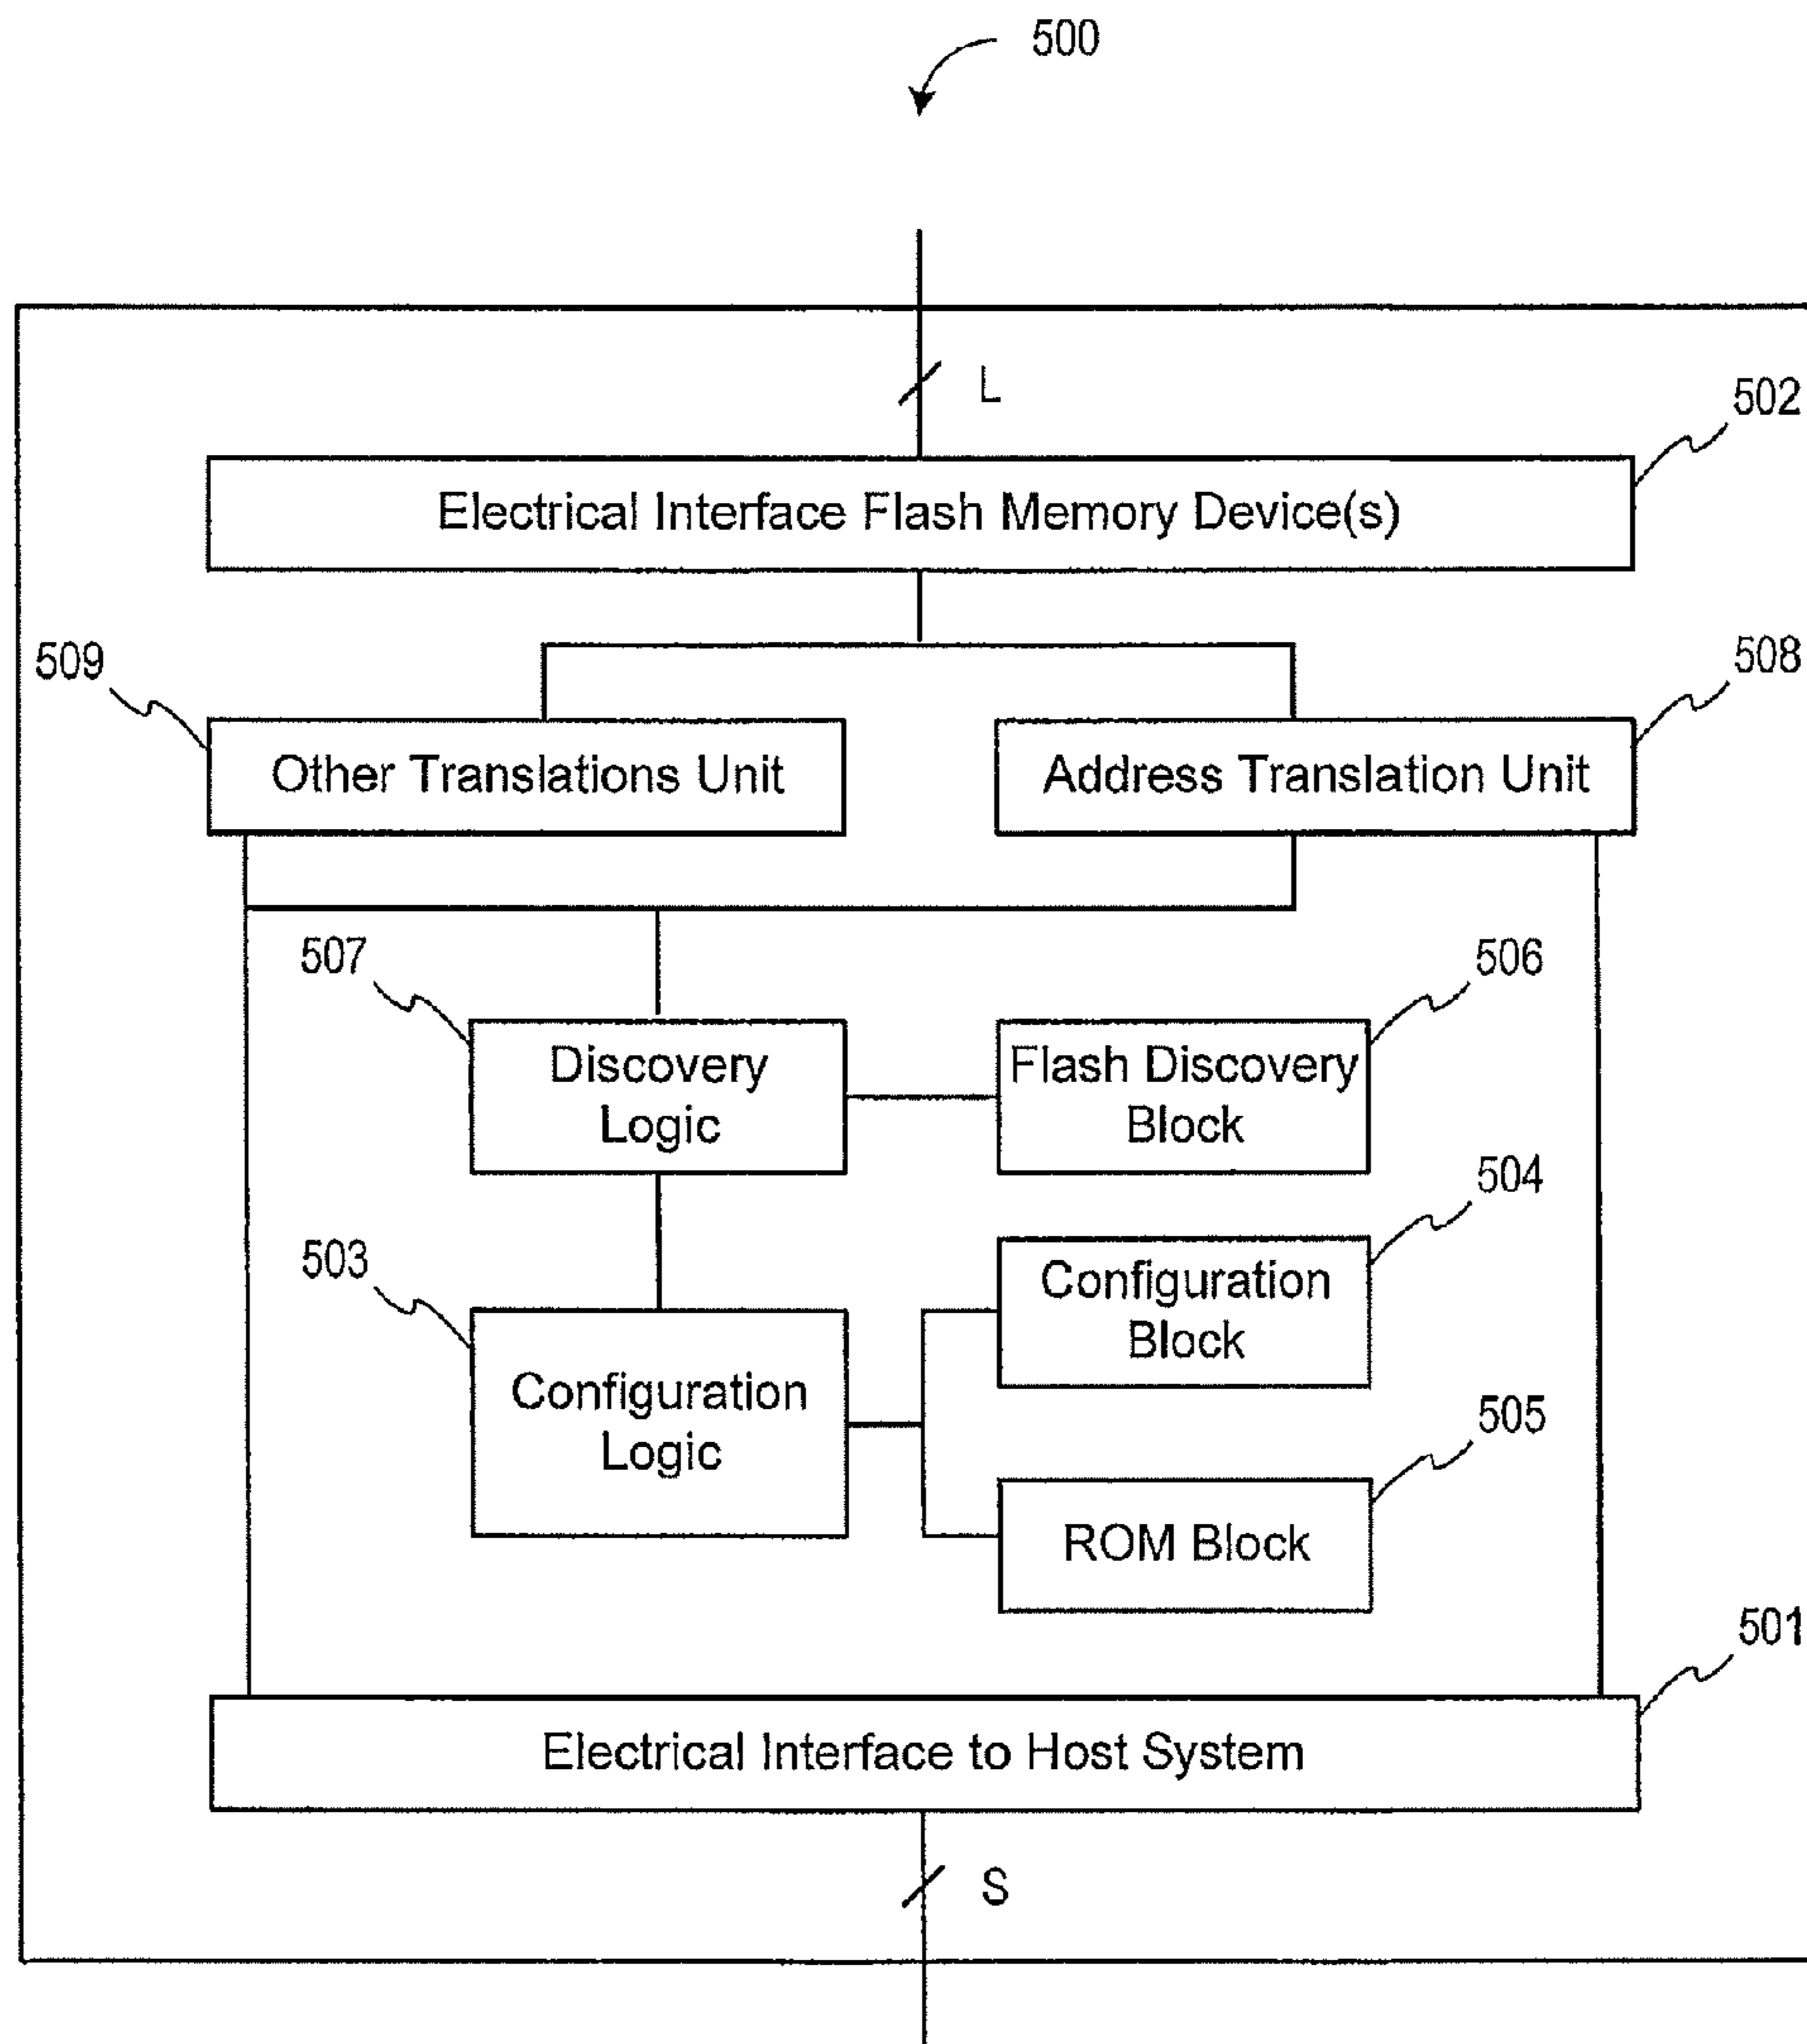 500
L
502
Electrical Interface Flash Memory Device(s)
509
508
Other Translations Unit
Address Translation Unit
507
506
Discovery
Logic
Flash Discovery
Block
504
503
Configuration
Block
Configuration
Logic
505
ROM Block
501
Electrical Interface to Host System
S